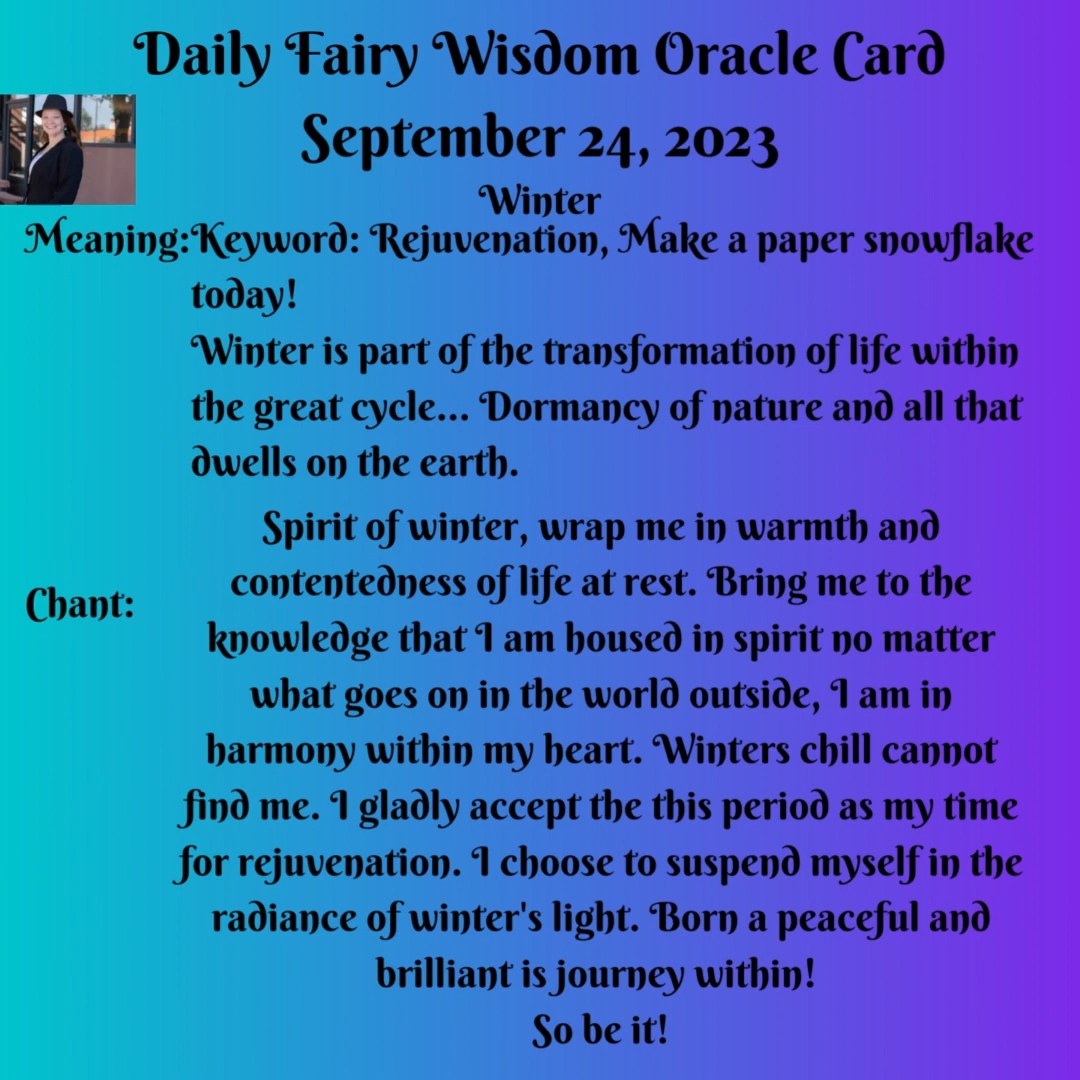 Daily Fairy Wisdom Oracle Card
September 24, 2023
Winter
Meaning:Keyword: Rejuvenation, Make a paper snowflake
today!
Winter is part of the transformation of life within
the great cycle... Dormancy of nature and all that
dwells on the earth.
Spirit of winter, wrap me in warmth and
contentedness of life at rest. Bring me to the
Chant:
knowledge that I am housed in spirit no matter
what goes on in the world outside, I am in
harmony within my heart. Winters chill cannot
find me. I gladly accept the this period as my time
for rejuvenation. I choose to suspend myself in the
radiance of winter's light. Born a peaceful and
brilliant is journey within!
So be it!